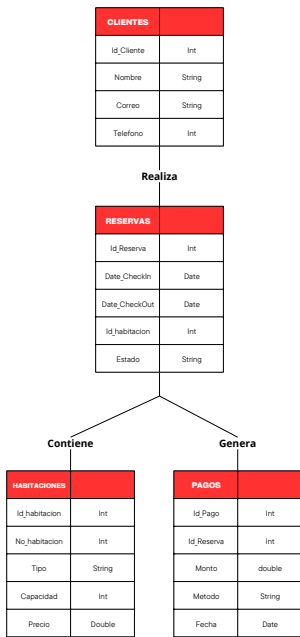 CLIENTES
Id_Cliente Int
Nombre String
Correo String
Telefono Int
Realiza
RESERVAS
Id_Reserva Int
Date_CheckIn Date
Date_CheckOut Date
Id_habitacion Int
Estado String
Contiene Genera
HABITACIONES
Id_habitacion Int
No_habitacion Int
Tipo String
Capacidad Int
Precio Double
PAGOS
Id_Pago Int
Id_Reserva Int
Monto double
Metodo String
Fecha Date